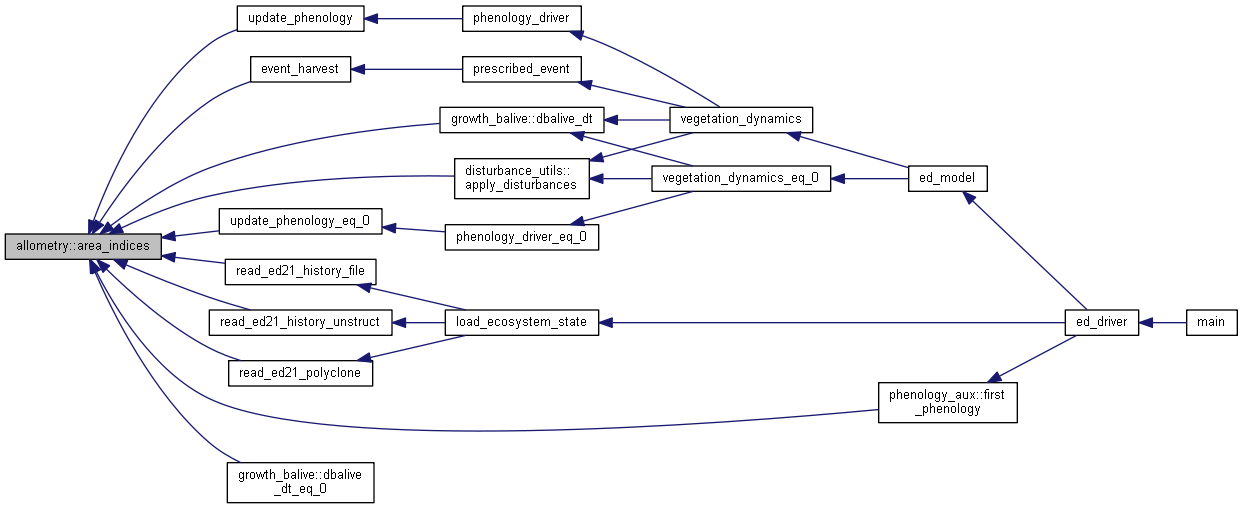 update_phenology
phenology_driver
event_harvest
prescribed_event
growth_balive::dbalive_dt
vegetation_dynamics
disturbance_utils::
apply_disturbances
vegetation_dynamics_eq_0
ed_model
update_phenology_eq_0
phenology_driver_eq_0
allometry::area_indices
read_ed21_history_file
read_ed21_history_unstruct
load_ecosystem_state
ed_driver
main
read_ed21_polyclone
phenology_aux::first
_phenology
growth_balive::dbalive
_dt_eq_0